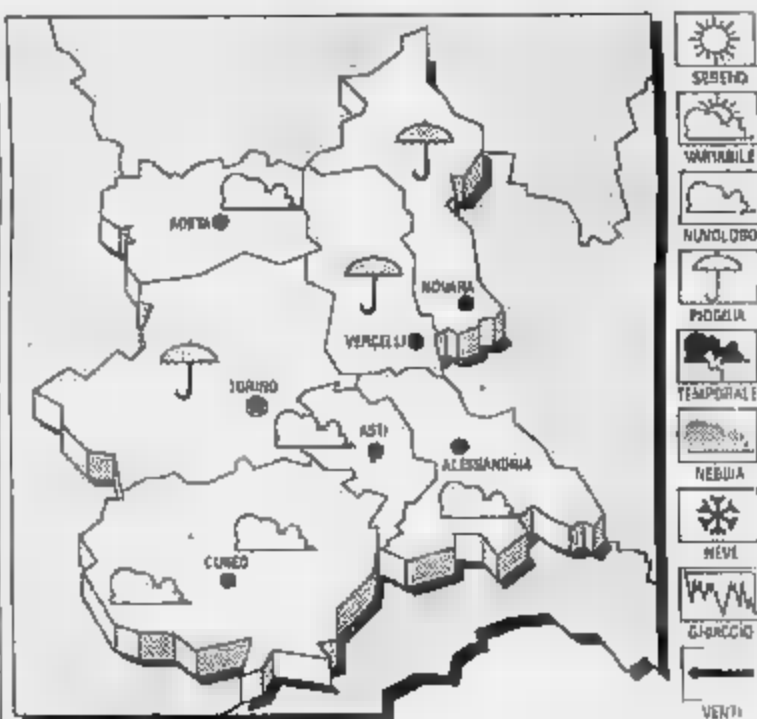 AOSTA
NOVARA
VERCELLI
TORINO
ASTI
ALESSANDRIA
CUNEO
SERENO
VARIABILE
NUVOLOSO
PIOGGIA
TEMPORALE
NEBBIA
NEVE
GHIACCIO
VENTI